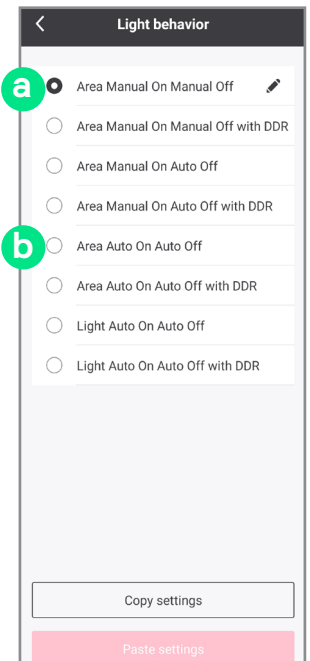 Light behavior
a Area Manual On Manual Off
Area Manual On Manual Off with DDR
Area Manual On Auto Off
Area Manual On Auto Off with DDR
b Area Auto On Auto Off
Area Auto On Auto Off with DDR
Light Auto On Auto Off
Light Auto On Auto Off with DDR
Copy settings
Paste settings